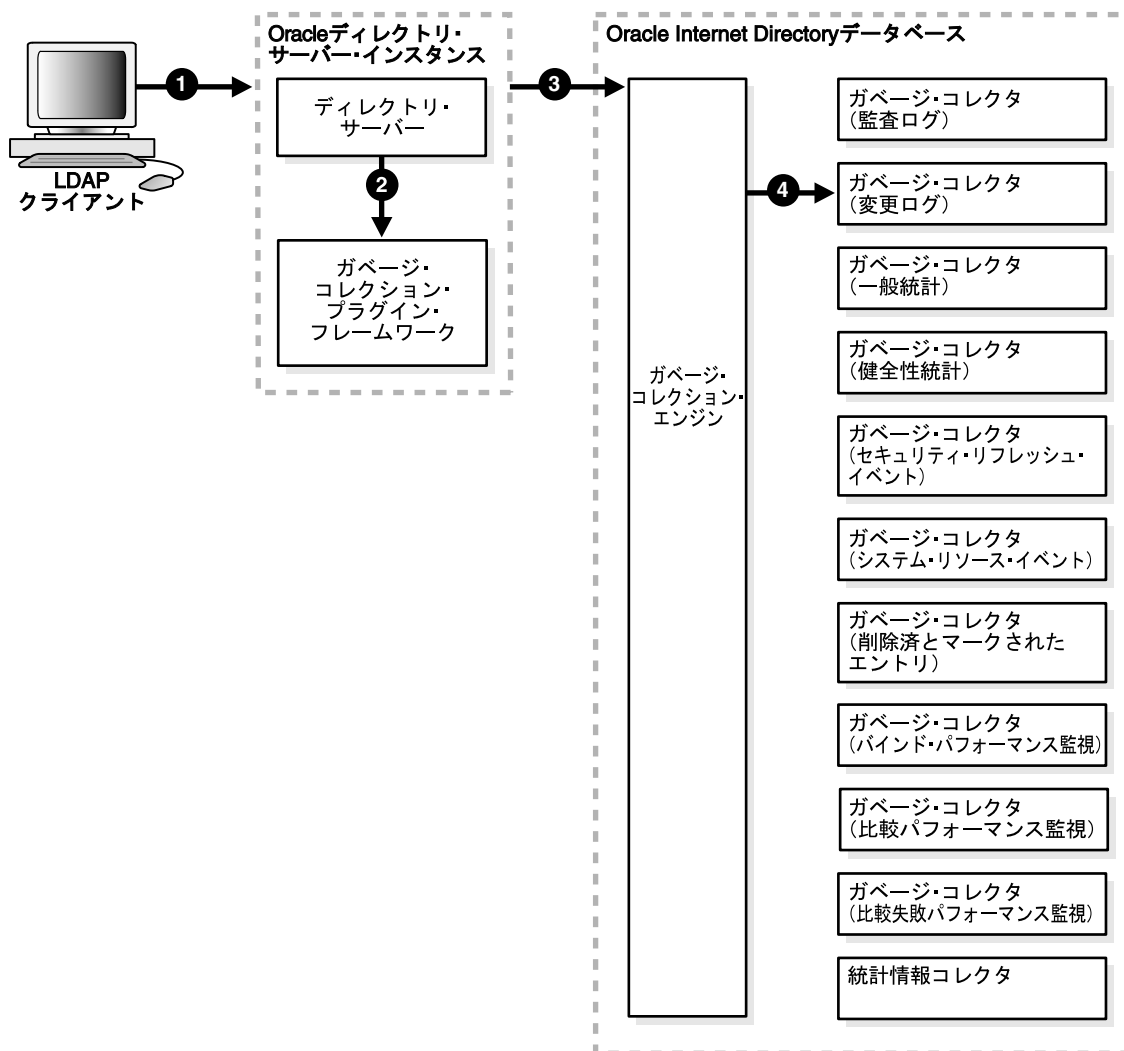 LDAP
クライアント
1
Oracleディレクトリ・
サーバー・インスタンス
ディレクトリ・
サーバー
2
ガベージ・
コレクション・
プラグイン・
フレームワーク
3
Oracle Internet Directoryデータベース
ガベージ・
コレクション・
エンジン
4
ガベージ・コレクタ
(監査ログ)
ガベージ・コレクタ
(変更ログ)
ガベージ・コレクタ
(一般統計)
ガベージ・コレクタ
(健全性統計)
ガベージ・コレクタ
(セキュリティ・リフレッシュ・
イベント)
ガベージ・コレクタ
(システム・リソース・イベント)
ガベージ・コレクタ
(削除済とマークされた
エントリ)
ガベージ・コレクタ
(バインド・パフォーマンス監視)
ガベージ・コレクタ
(比較パフォーマンス監視)
ガベージ・コレクタ
(比較失敗パフォーマンス監視)
統計情報コレクタ